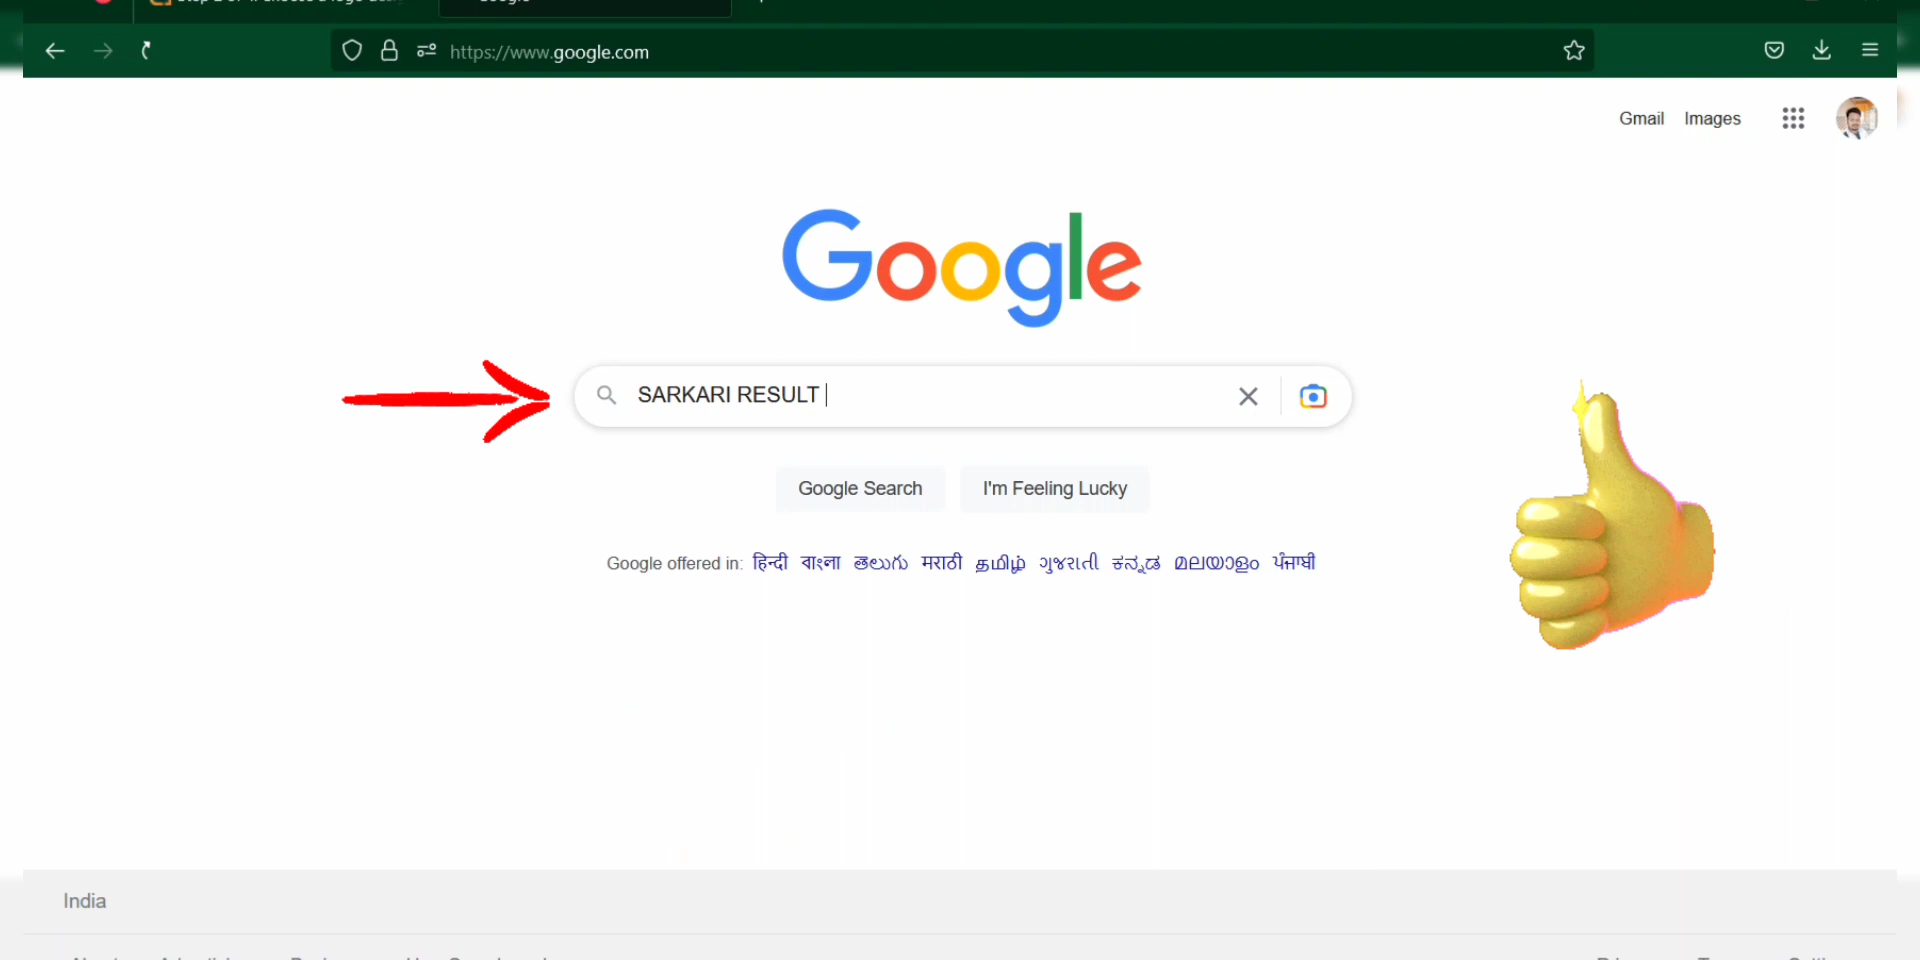 https://www.google.com
Gmail Images
Google
SARKARI RESULT
Google Search I'm Feeling Lucky
Google offered in: हिन्दी বাংলা తెలుగు मराठी தமிழ் ગુજરાતી ಕನ್ನಡ മലയാളം ਪੰਜਾਬੀ
India